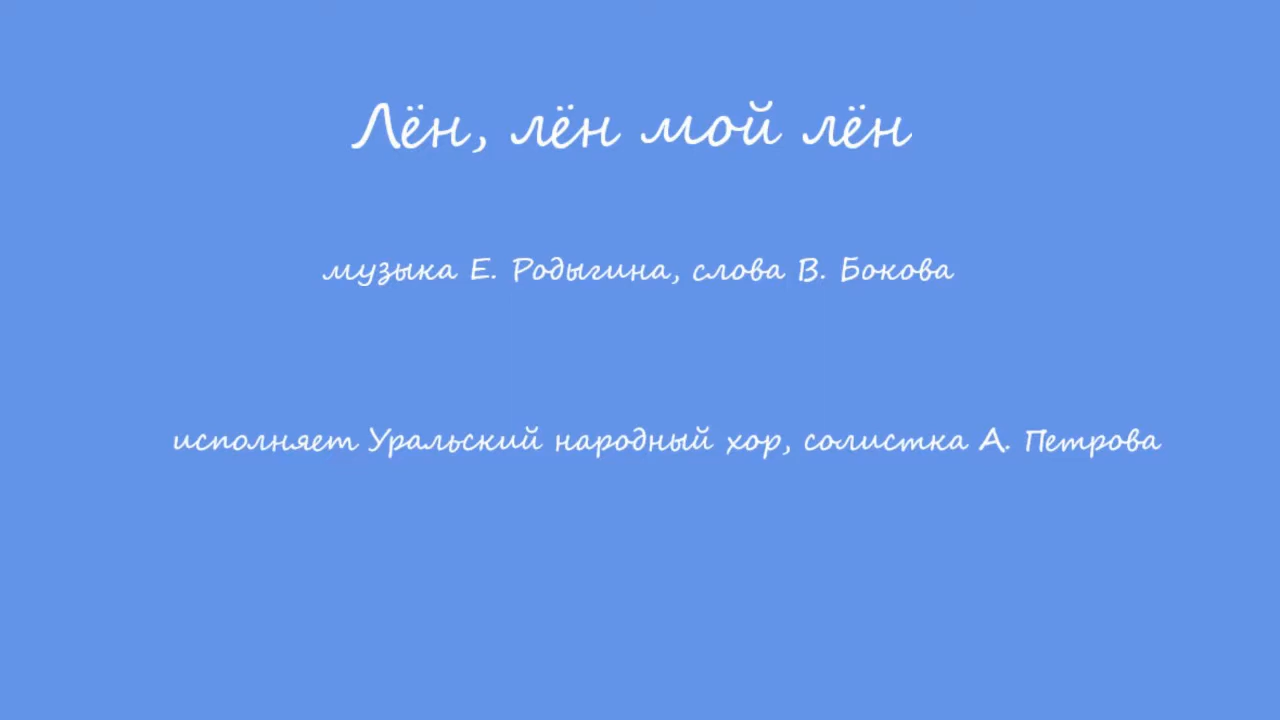 Лён, лён мой лён
музыка Е. Родыгина, слова В. Бокова
исполняет Уральский народный хор, солистка А. Петрова